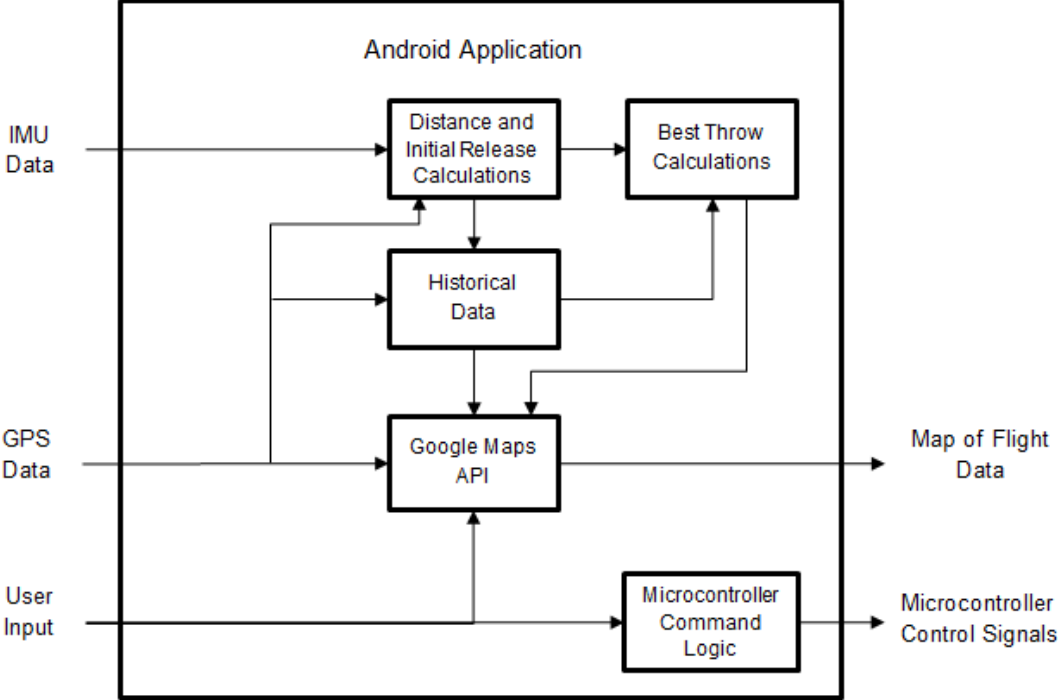 Android Application
IMU
Data
Distance and
Initial Release
Calculations
Best Throw
Calculations
Historical
Data
GPS
Data
Google Maps
API
Map of Flight
Data
User
Input
Microcontroller
Command
Logic
Microcontroller
Control Signals